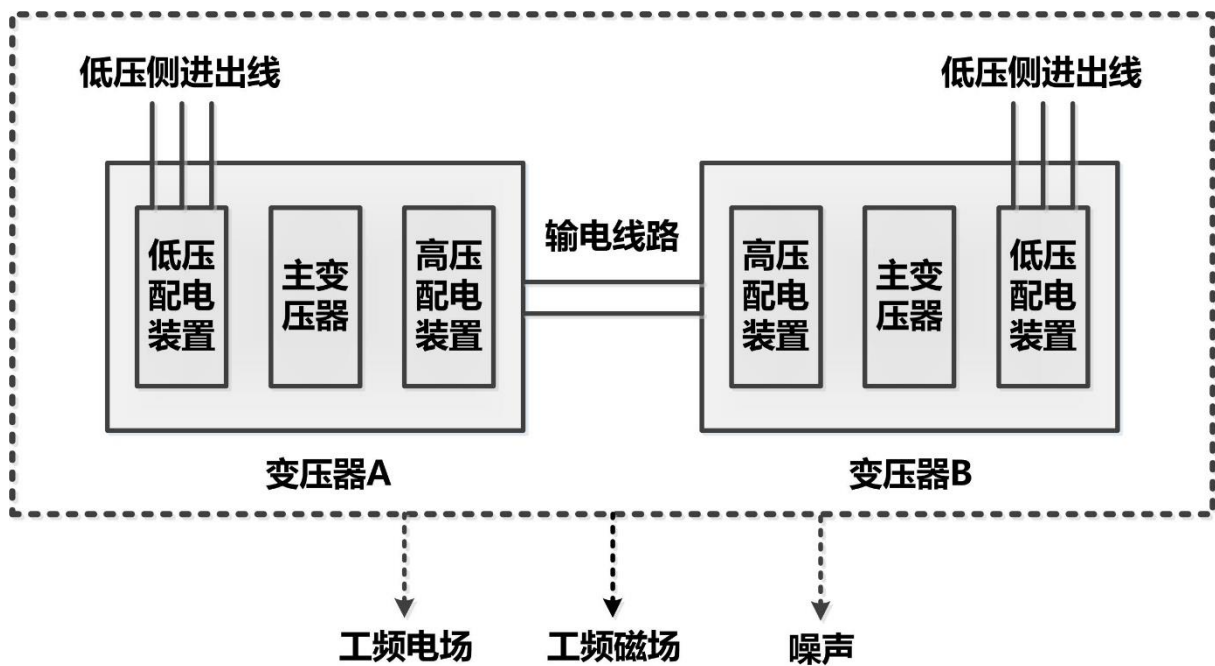 低压侧进出线
低压侧进出线
低压
配电
装置
主变
压器
高压
配电
装置
输电线路
高压
配电
装置
主变
压器
低压
配电
装置
变压器A
变压器B
工频电场
工频磁场
噪声